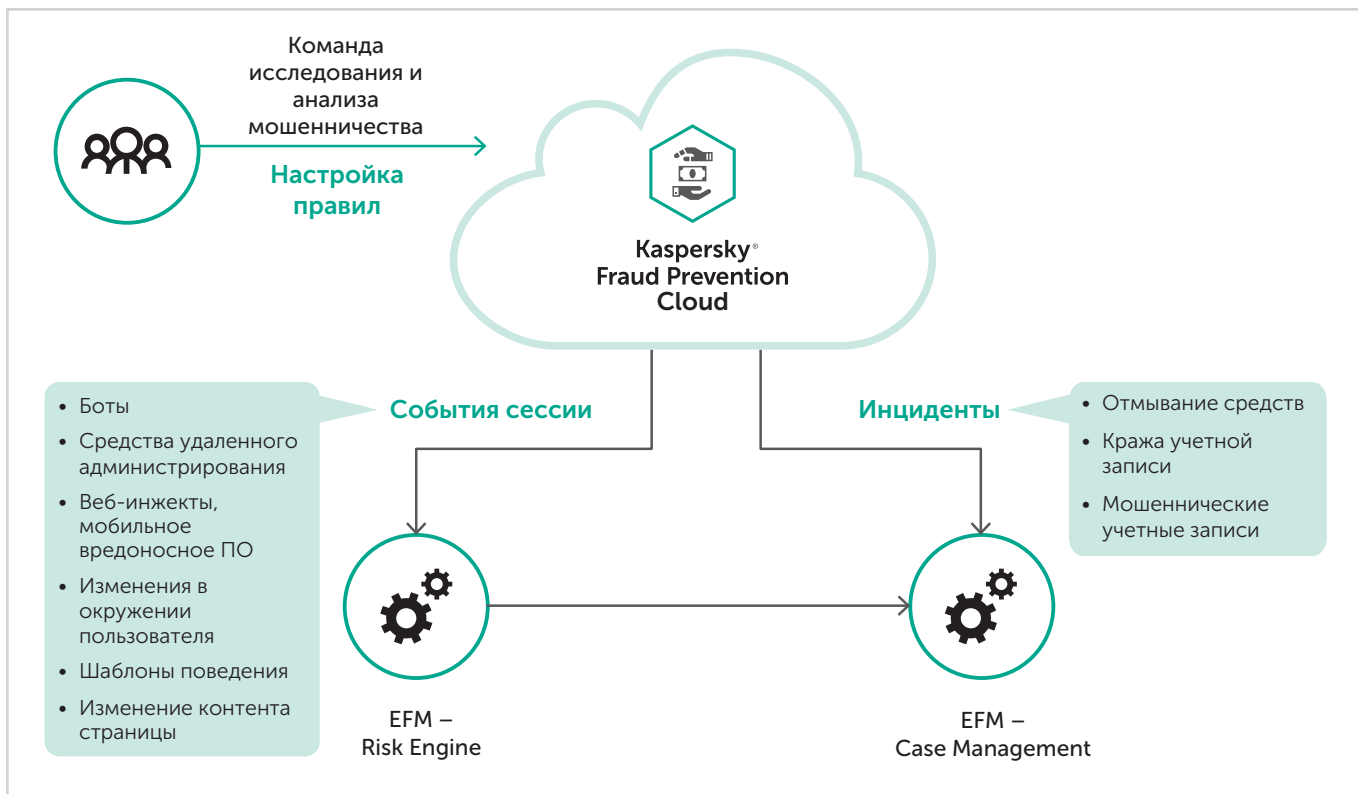 Команда
исследования и
анализа
мошенничества
Настройка
правил
Kaspersky®
Fraud Prevention
Cloud
События сессии
• Боты
• Средства удаленного
администрирования
• Веб-инжекты,
мобильное
вредоносное ПО
• Изменения в
окружении
пользователя
• Шаблоны поведения
• Изменение контента
страницы
Инциденты
• Отмывание средств
• Кража учетной
записи
• Мошеннические
учетные записи
EFM –
Risk Engine
EFM –
Case Management